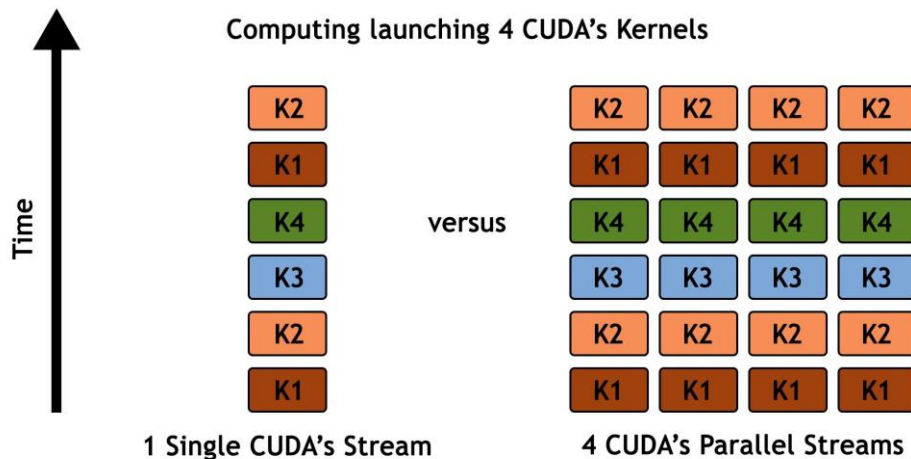 Computing launching 4 CUDA's Kernels
Time
K2 K2 K2 K2 K2
K1 K1 K1 K1 K1
K4 K4 K4 K4 K4
versus
K3 K3 K3 K3 K3
K2 K2 K2 K2 K2
K1 K1 K1 K1 K1
1 Single CUDA's Stream
4 CUDA's Parallel Streams